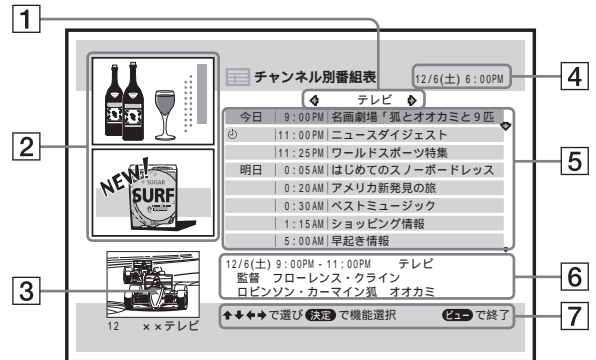 1
2
3
4
5
6
7
チャンネル別番組表
12/6(土) 6:00PM
テレビ
今日 9:00PM 名画劇場「狐とオオカミと9匹
11:00PM ニュースダイジェスト
11:25PM ワールドスポーツ特集
明日 0:05AM はじめてのスノーボードレッス
0:20AM アメリカ新発見の旅
0:30AM ベストミュージック
1:15AM ショッピング情報
5:00AM 早起き情報
NEW!
SUGAR
SURF
12/6(土) 9:00PM-11:00PM テレビ
監督 フローレンス・クライン
ロビンソン・カーマイン狐 オオカミ
12 ××テレビ
↑↓←→で選び 決定 で機能選択 ビュー で終了